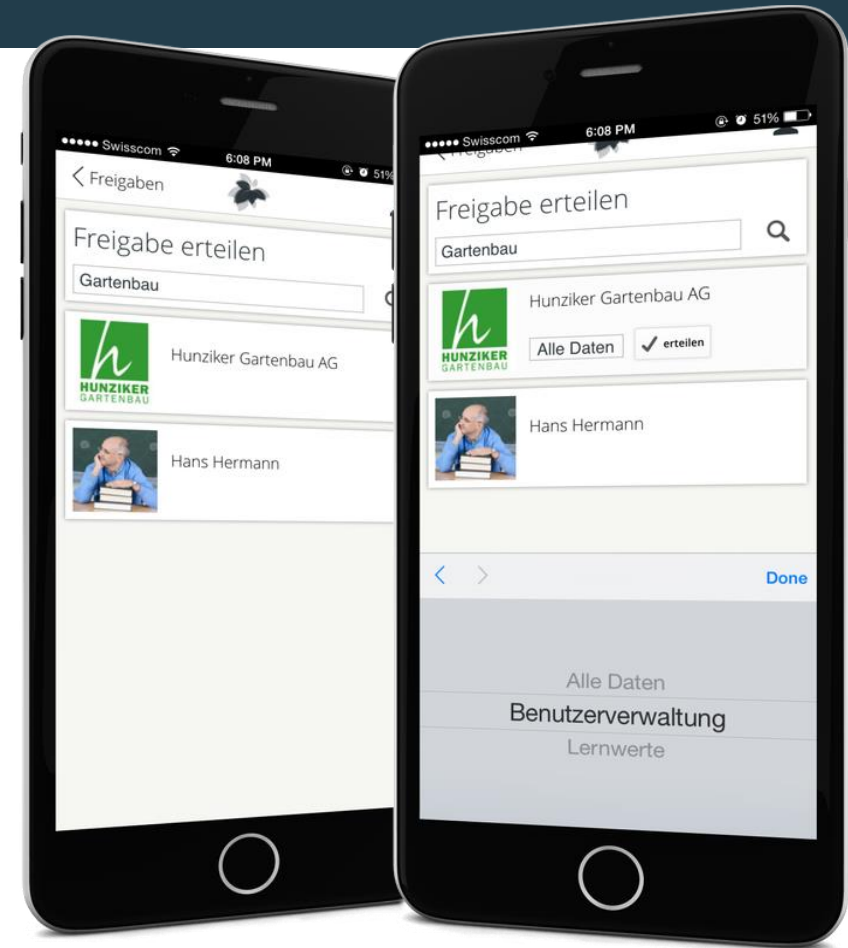 Swisscom
6:08 PM
51%
Freigaben
Freigabe erteilen
Gartenbau
HUNZIKER
GARTENBAU
Hunziker Gartenbau AG
Hans Hermann
Swisscom
6:08 PM
51%
Freigaben
Freigabe erteilen
Gartenbau
HUNZIKER
GARTENBAU
Hunziker Gartenbau AG
Alle Daten
erteilen
Hans Hermann
Done
Alle Daten
Benutzerverwaltung
Lernwerte